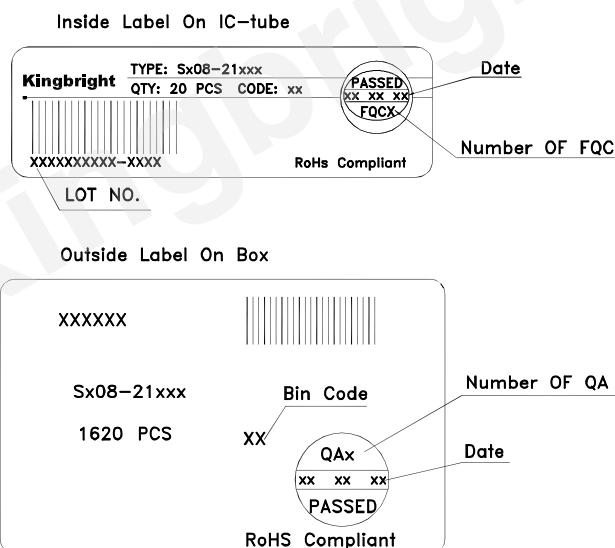 Inside Label On IC-tube
Kingbright
TYPE: Sx08-21xxx
QTY: 20 PCS CODE: xx
PASSED
xx xx xx
FQCX
Date
Number OF FQC
XXXXXXXXXX-XXXX
RoHs Compliant
LOT NO.
Outside Label On Box
XXXXXX
Sx08-21xxx
Bin Code
Number OF QA
1620 PCS
XX
QAx
Date
xx xx xx
PASSED
RoHS Compliant
Kingbright